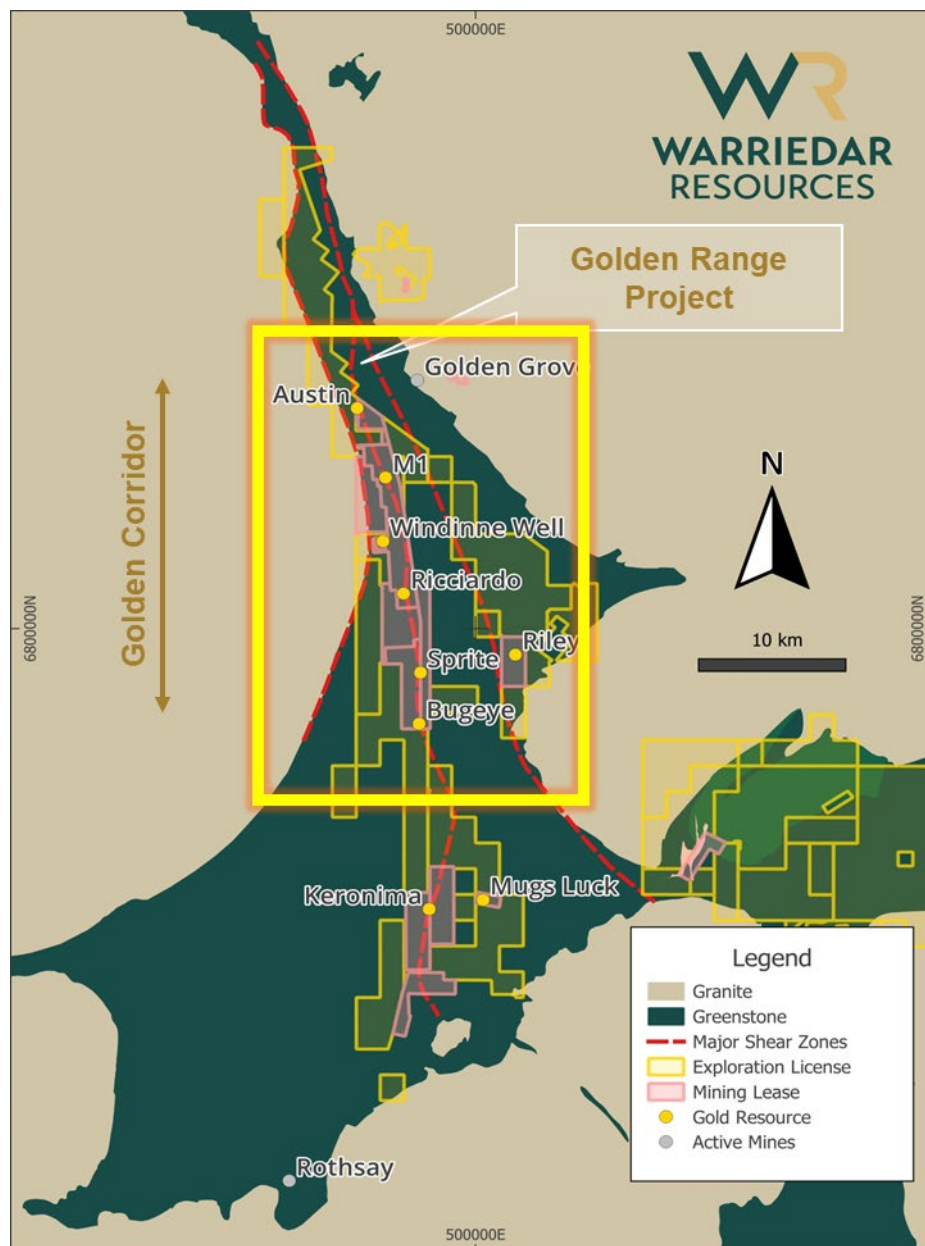 500000E
WR
WARRIEDAR
RESOURCES
Golden Range
Project
Golden Grove
Austin
M1
Golden Corridor
N
Windinne Well
Ricciardo
6800000N
6800000N
Riley
10 km
Sprite
Bugeye
Keronima
Mugs Luck
Legend
Granite
Greenstone
Major Shear Zones
Exploration License
Mining Lease
Gold Resource
Active Mines
Rothsay
500000E